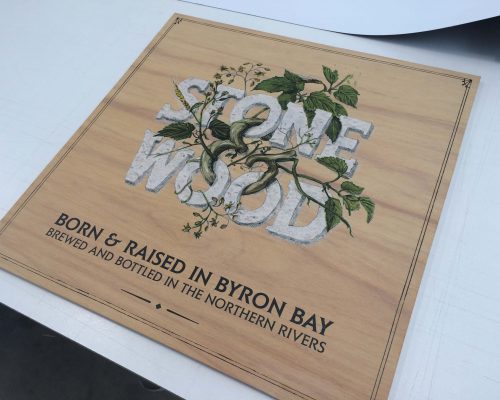 STONE
WOOD
BORN & RAISED IN BYRON BAY
BREWED AND BOTTLED IN THE NORTHERN RIVERS